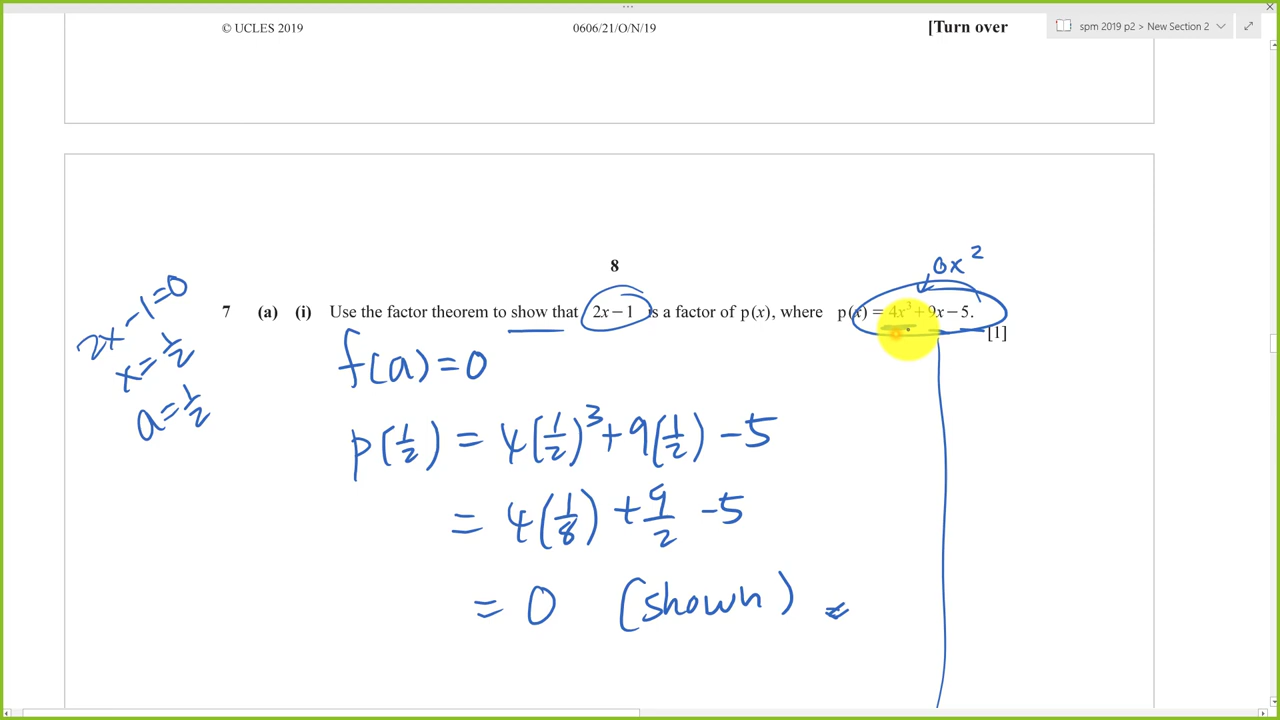 © UCLES 2019 0606/21/O/N/19 [Turn over
spm 2019 p2 > New Section 2
8
0x²
7 (a) (i) Use the factor theorem to show that 2x − 1 is a factor of p(x), where p(x) = 4x³ + 9x − 5.
[1]
2x − 1 = 0
x = 1/2
a = 1/2
f(a) = 0
p(1/2) = 4(1/2)³ + 9(1/2) − 5
= 4(1/8) + 9/2 − 5
= 0 (shown)